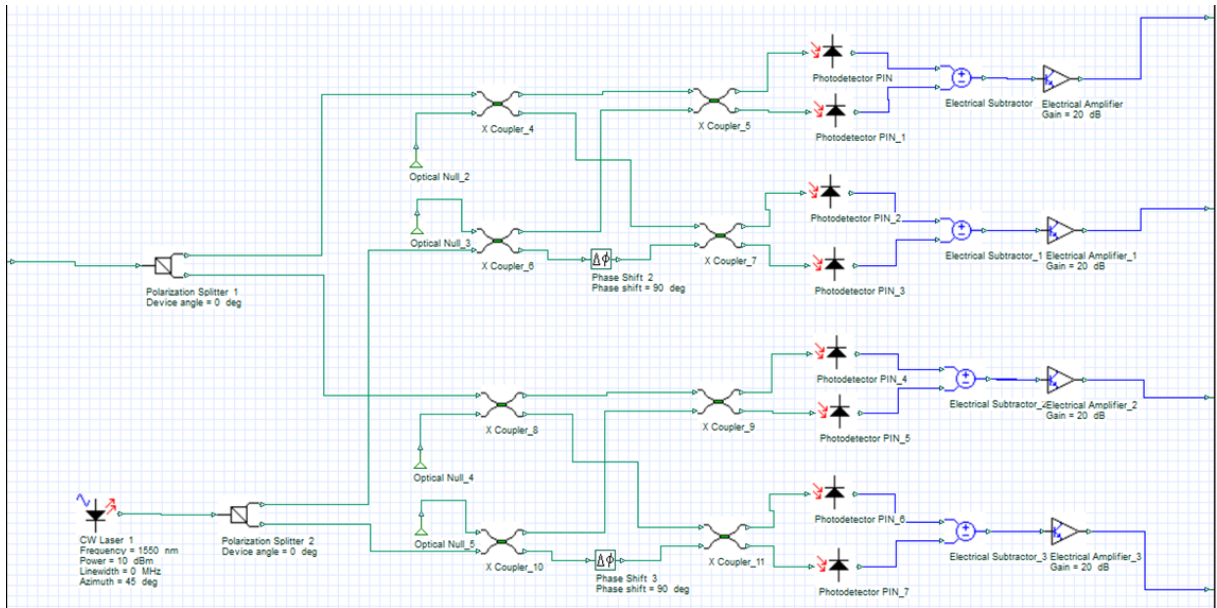 Photodetector PIN
Electrical Subtractor
Electrical Amplifier
Gain = 20 dB
X Coupler_4
X Coupler_5
Photodetector PIN_1
Optical Null_2
Photodetector PIN_2
Optical Null_3
X Coupler_6
X Coupler_7
Electrical Subtractor_1
Electrical Amplifier_1
Gain = 20 dB
Δϕ
Phase Shift 2
Phase shift = 90 deg
Photodetector PIN_3
Polarization Splitter 1
Device angle = 0 deg
Photodetector PIN_4
Electrical Subtractor_2
Electrical Amplifier_2
Gain = 20 dB
X Coupler_8
X Coupler_9
Photodetector PIN_5
Optical Null_4
Photodetector PIN_6
CW Laser 1
Frequency = 1550 nm
Power = 10 dBm
Linewidth = 0 MHz
Azimuth = 45 deg
Polarization Splitter 2
Device angle = 0 deg
Optical Null_5
X Coupler_10
X Coupler_11
Electrical Subtractor_3
Electrical Amplifier_3
Gain = 20 dB
Δϕ
Phase Shift 3
Phase shift = 90 deg
Photodetector PIN_7